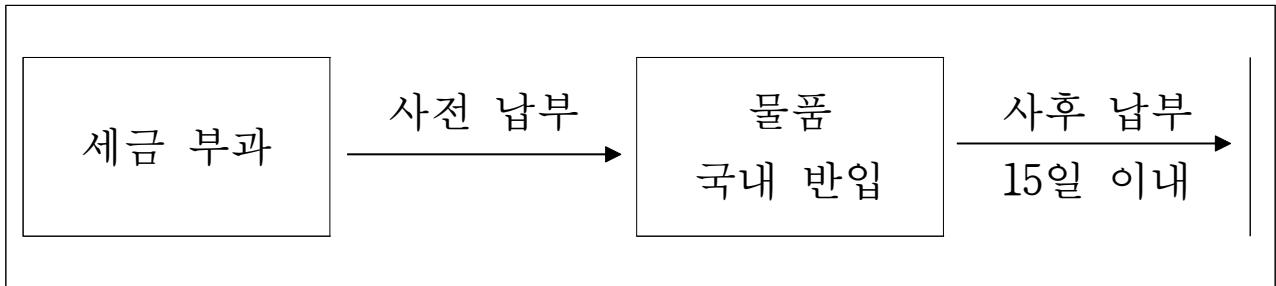 세금 부과
사전 납부
물품
국내 반입
사후 납부
15일 이내